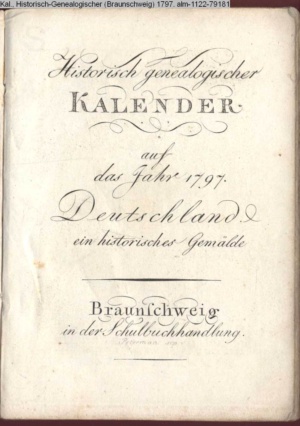 Kal., Historisch-Genealogischer (Braunschweig) 1797. alm-1122-79181
Historisch genealogischer
KALENDER.
auf
das Jahr 1797.
Deutschland
ein historisches Gemälde
Braunſchweig
in der Schulbuchhandlung.